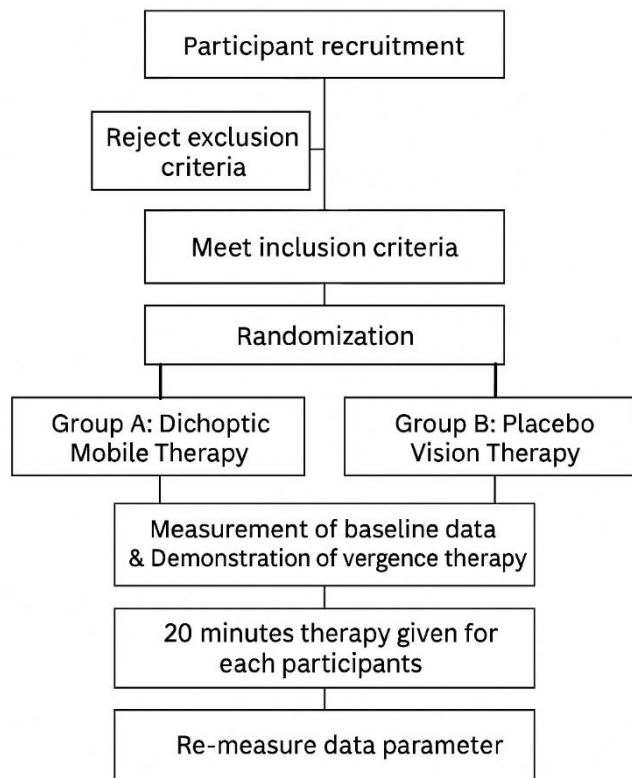 Participant recruitment
Reject exclusion
criteria
Meet inclusion criteria
Randomization
Group A: Dichoptic
Mobile Therapy
Group B: Placebo
Vision Therapy
Measurement of baseline data
& Demonstration of vergence therapy
20 minutes therapy given for
each participants
Re-measure data parameter